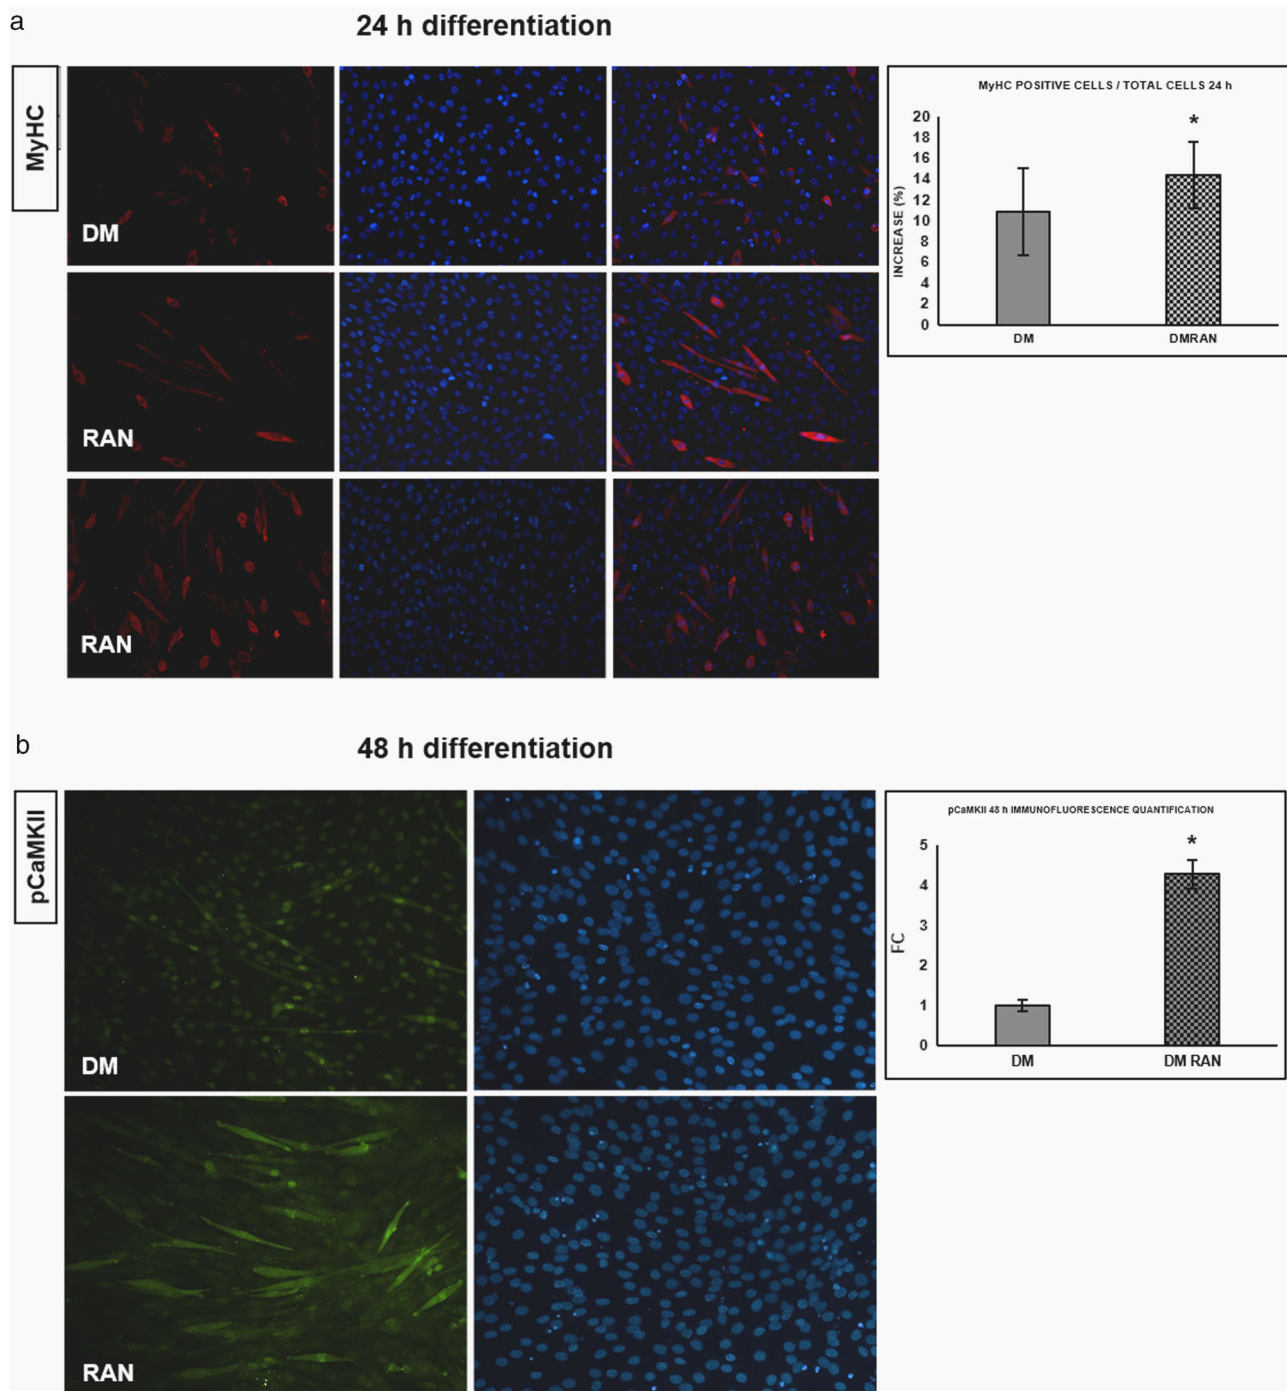 a
24 h differentiation
MyHC
DM
RAN
RAN
MyHC POSITIVE CELLS / TOTAL CELLS 24 h
INCREASE (%)
20
18
16
14
12
10
8
6
4
2
0
*
DM
DMRAN
b
48 h differentiation
pCaMKII
DM
RAN
pCaMKII 48 h IMMUNOFLUORESCENCE QUANTIFICATION
FC
5
4
3
2
1
0
*
DM
DM RAN